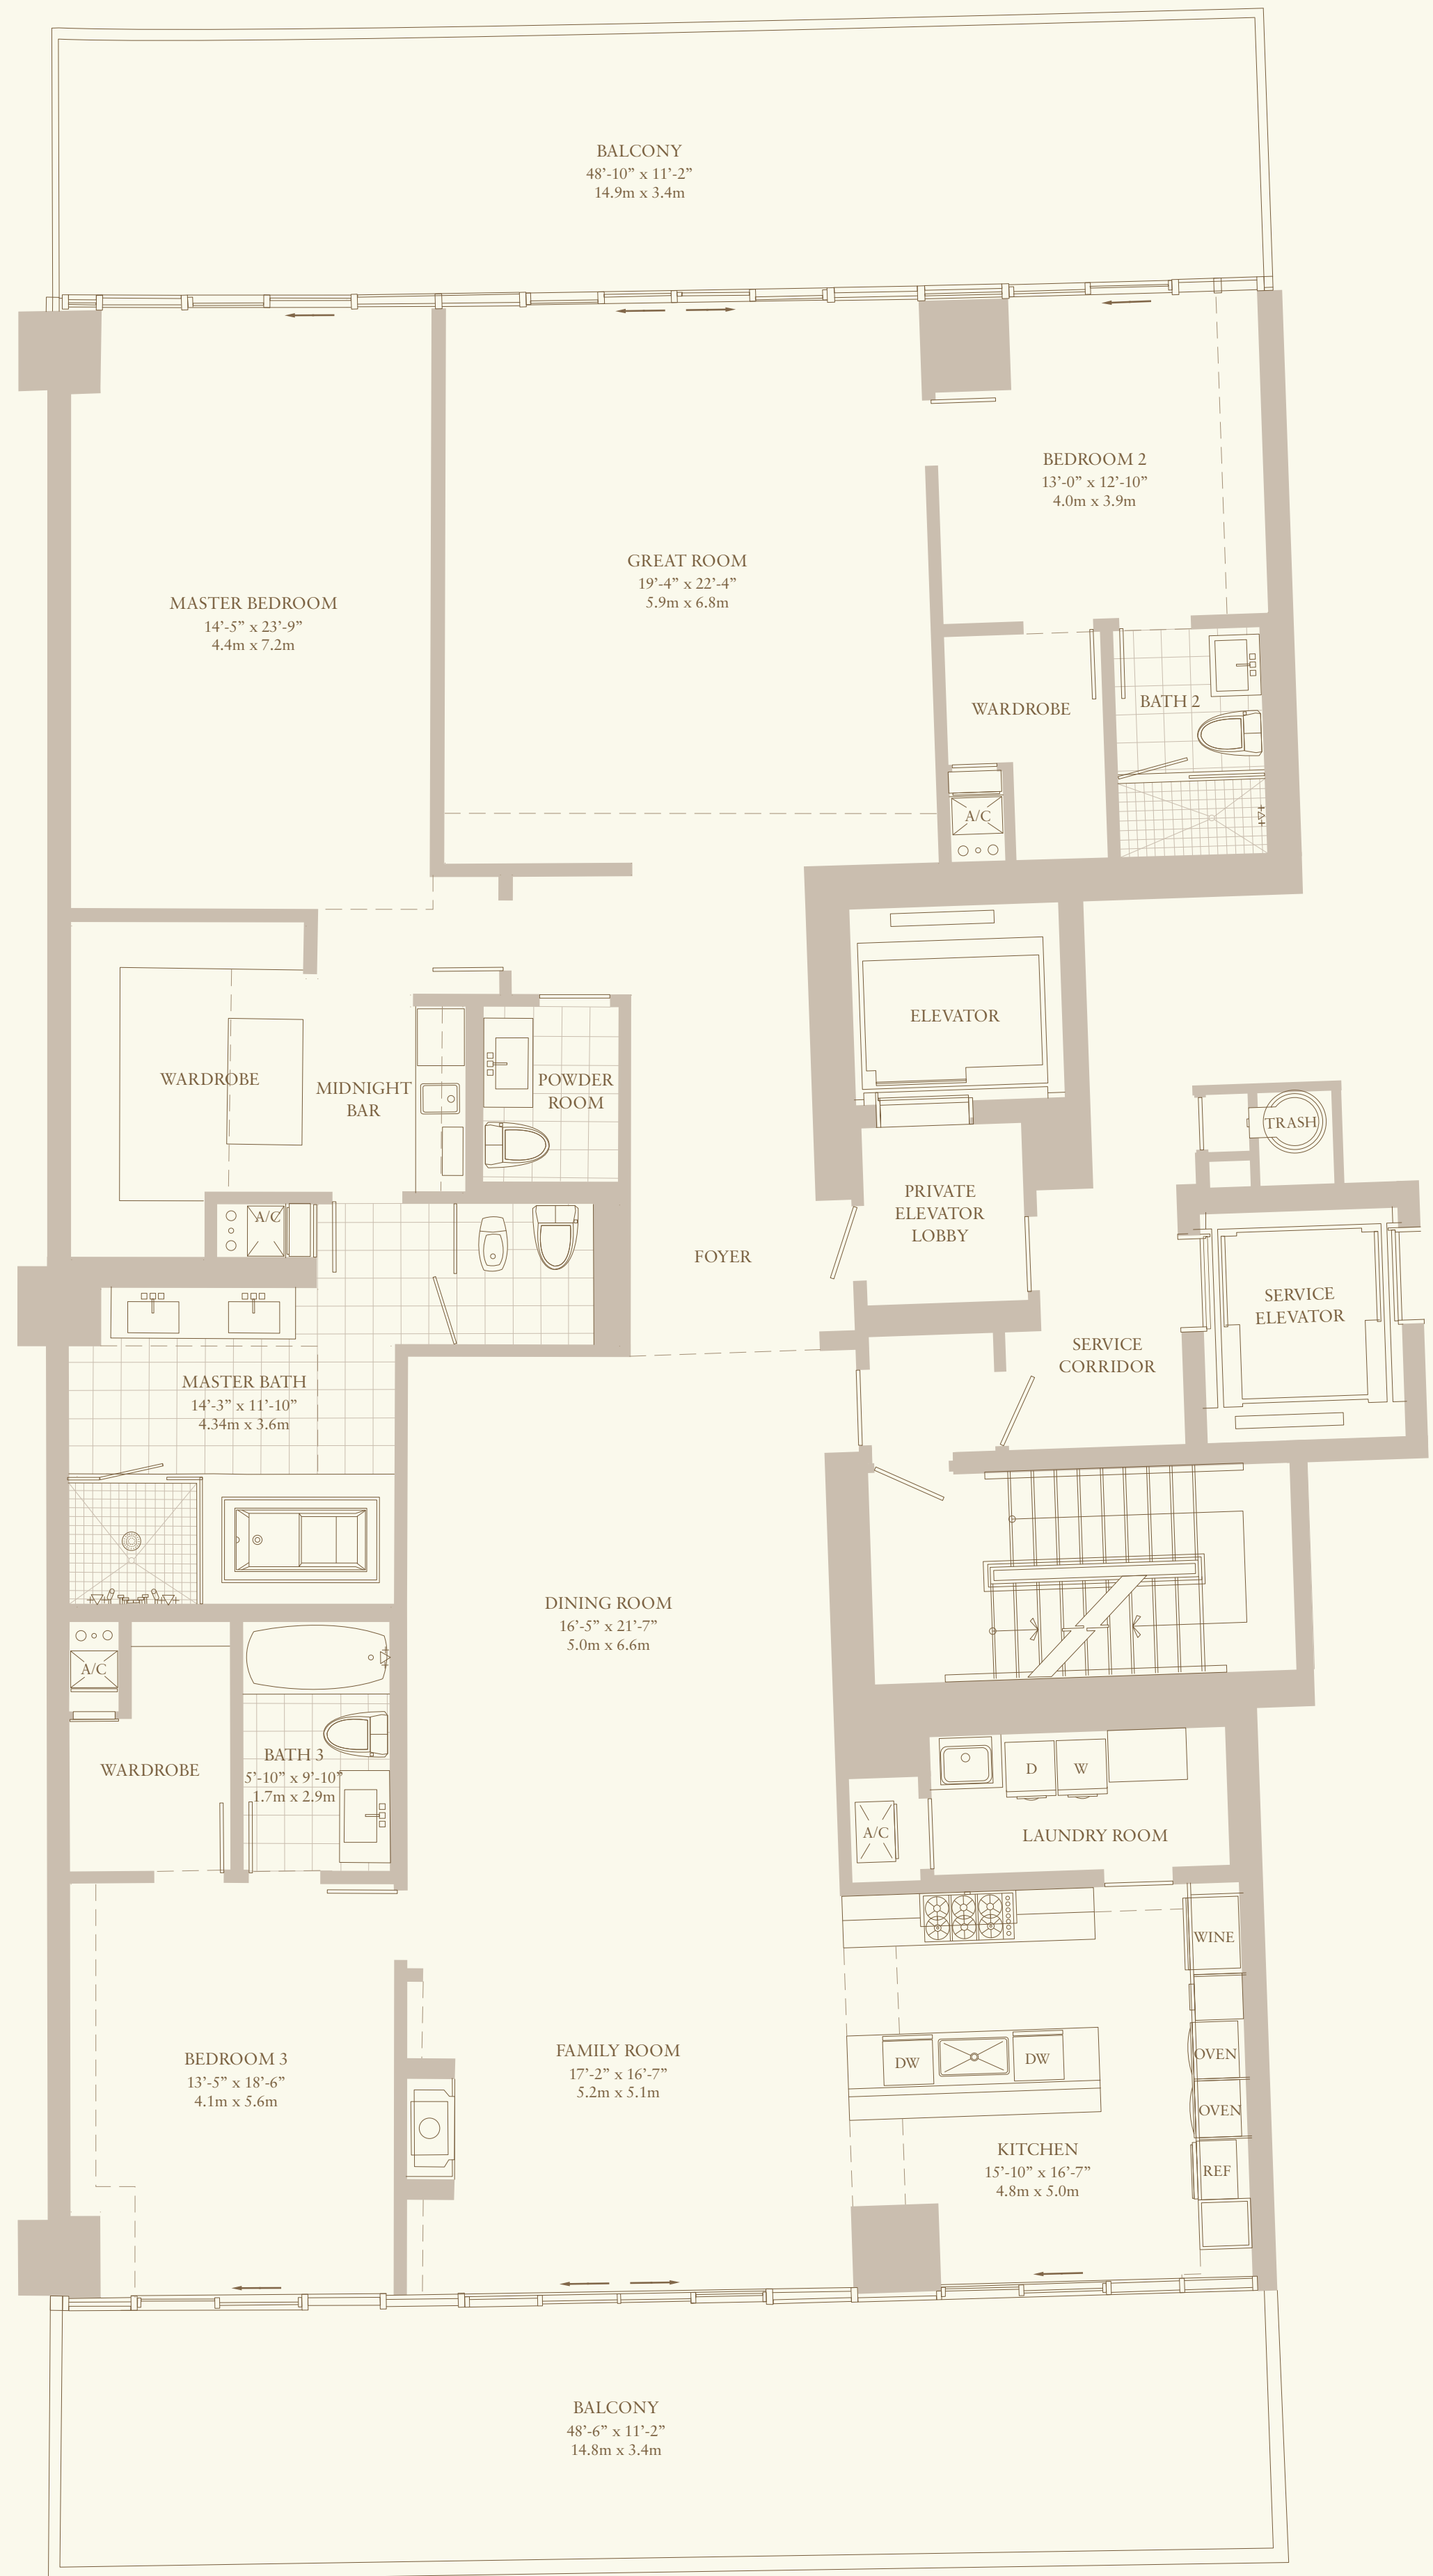 BALCONY
48’-10” x 11’-2”
14.9m x 3.4m
BEDROOM 2
13’-0” x 12’-10”
4.0m x 3.9m
GREAT ROOM
19’-4” x 22’-4”
5.9m x 6.8m
MASTER BEDROOM
14’-5” x 23’-9”
4.4m x 7.2m
WARDROBE
BATH 2
A/C
ELEVATOR
WARDROBE
MIDNIGHT
BAR
POWDER
ROOM
TRASH
PRIVATE
ELEVATOR
LOBBY
A/C
FOYER
SERVICE
ELEVATOR
SERVICE
CORRIDOR
MASTER BATH
14’-3” x 11’-10”
4.34m x 3.6m
DINING ROOM
16’-5” x 21’-7”
5.0m x 6.6m
A/C
WARDROBE
BATH 3
5’-10” x 9’-10”
1.7m x 2.9m
D
W
A/C
LAUNDRY ROOM
WINE
FAMILY ROOM
17’-2” x 16’-7”
5.2m x 5.1m
BEDROOM 3
13’-5” x 18’-6”
4.1m x 5.6m
DW
DW
OVEN
OVEN
KITCHEN
15’-10” x 16’-7”
4.8m x 5.0m
REF
BALCONY
48’-6” x 11’-2”
14.8m x 3.4m